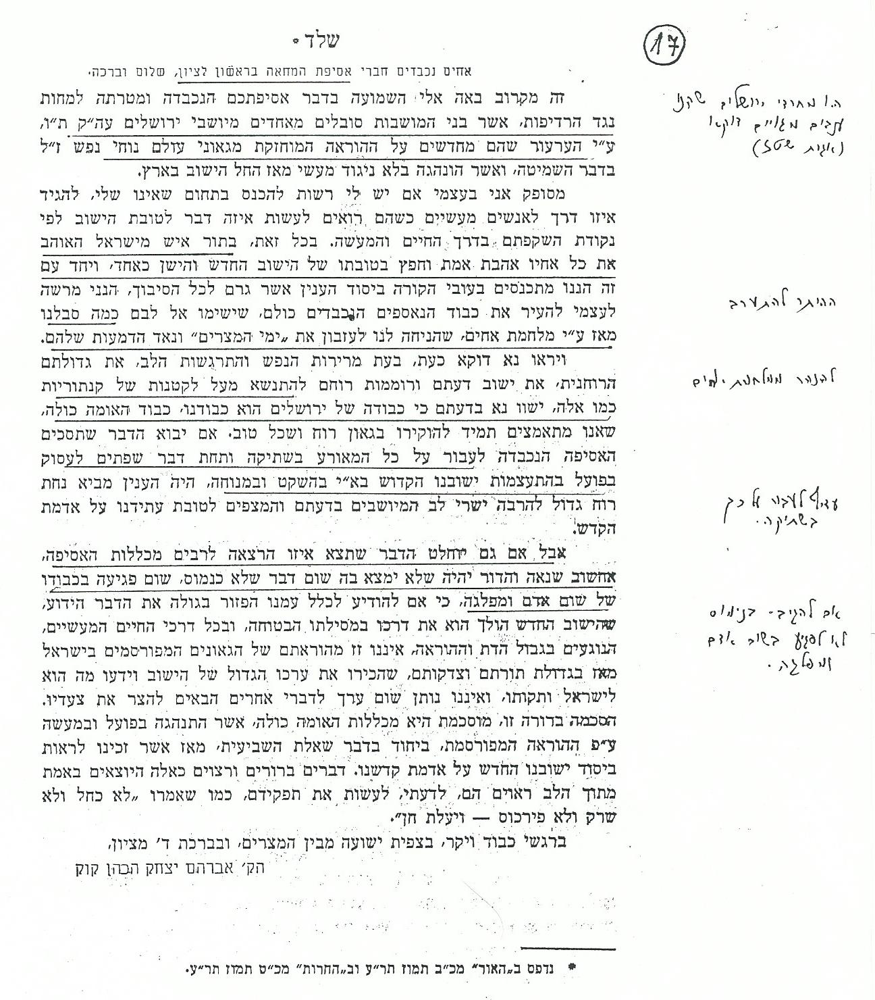 17
שלד *
אחים נכבדים חברי אסיפת המחאה בראשון לציון, שלום וברכה.
זה מקרוב באה אלי השמועה בדבר אסיפתכם הנכבדה ומטרתה למחות
נגד הרדיפות, אשר בני המושבות סובלים מאחדים מיושבי ירושלים עה״ק ת״ו,
ע״י הערעור שהם מחדשים על ההוראה המוחזקת מגאוני עולם נוחי נפש ז״ל
בדבר השמיטה, ואשר הונהגה בלא ניגוד מעשי מאז החל הישוב בארץ.
מסופק אני בעצמי אם יש לי רשות להכנס בתחום שאינו שלי, להגיד
איזו דרך לאנשים מעשיים כשהם רואים לעשות איזה דבר לטובת הישוב לפי
נקודת השקפתם בדרך החיים והמעשה. בכל זאת, בתור איש מישראל האוהב
את כל אחיו אהבת אמת וחפץ בטובתו של הישוב החדש והישן כאחד, ויחד עם
זה הננו מתכנסים בעובי הקורה ביסוד הענין אשר גרם לכל הסיבוך, הנני מרשה
לעצמי להעיר את כבוד הנאספים הנכבדים כולם, שישימו אל לבם כמה סבלנו
מאז ע״י מלחמת אחים, שהניחה לנו לעזבון את „ימי המצרים״ ונאד הדמעות שלהם.
ויראו נא דוקא כעת, בעת מרירות הנפש והתרגשות הלב, את גדולתם
הרוחנית, את ישוב דעתם ורוממות רוחם להתנשא מעל לקטנות של קנתוריות
כמו אלה, ישוו נא בדעתם כי כבודה של ירושלים הוא כבודנו, כבוד האומה כולה,
שאנו מתאמצים תמיד להוקירו בגאון רוח ושכל טוב. אם יבוא הדבר שתסכים
האסיפה הנכבדה לעבור על כל המאורע בשתיקה ותחת דבר שפתים לעסוק
בפועל בהתעצמות ישובנו הקדוש בא״י בהשקט ובמנוחה, היה הענין מביא נחת
רוח גדול להרבה ישרי לב המיושבים בדעתם והמצפים לטובת עתידנו על אדמת
הקדש.
אבל אם גם יוחלט הדבר שתצא איזו הרצאה לרבים מכללות האסיפה,
אחשוב שנאה והדור יהיה שלא ימצא בה שום דבר שלא כנמוס, שום פגיעה בכבודו
של שום אדם ומפלגה, כי אם להודיע לכלל עמנו הפזור בגולה את הדבר הידוע,
שהישוב החדש הולך הוא את דרכו במסילתו הבטוחה, ובכל דרכי החיים המעשיים,
הנוגעים בגבול הדת וההוראה, איננו זז מהוראתם של הגאונים המפורסמים בישראל
מאז בגדולת תורתם וצדקותם, שהכירו את ערכו הגדול של הישוב וידעו מה הוא
לישראל ותקותו, ואיננו נותן שום ערך לדברי אחרים הבאים להצר את צעדיו.
הסכמה ברורה זו, מוסכמת היא מכללות האומה כולה, אשר התנהגה בפועל ובמעשה
ע״פ ההוראה המפורסמת, ביחוד בדבר שאלת השביעית, מאז אשר זכינו לראות
ביסוד ישובנו החדש על אדמת קדשנו. דברים ברורים ורצוים כאלה היוצאים באמת
מתוך הלב ראוים הם, לדעתי, לעשות את תפקידם, כמו שאמרו „לא כחל ולא
שרק ולא פירכוס — ויעלת חן״.
ברגשי כבוד ויקר, בצפית ישועה מבין המצרים, ובברכת ד׳ מציון,
הק׳ אברהם יצחק הכהן קוק
* נדפס ב„האור״ מכ״ב תמוז תר״ע וב„החרות״ מכ״ט תמוז תר״ע.
מחרדי ירושלים שקנו
ענבים מגויים דוקא
(אגרת שטז)
ההיתר להתערב
להזהר ממלחמת אחים
עדיף לעבור על כך
בשתיקה.
אם להגיב- בנימוס
לא לפגוע בשום אדם
ומפלגה.